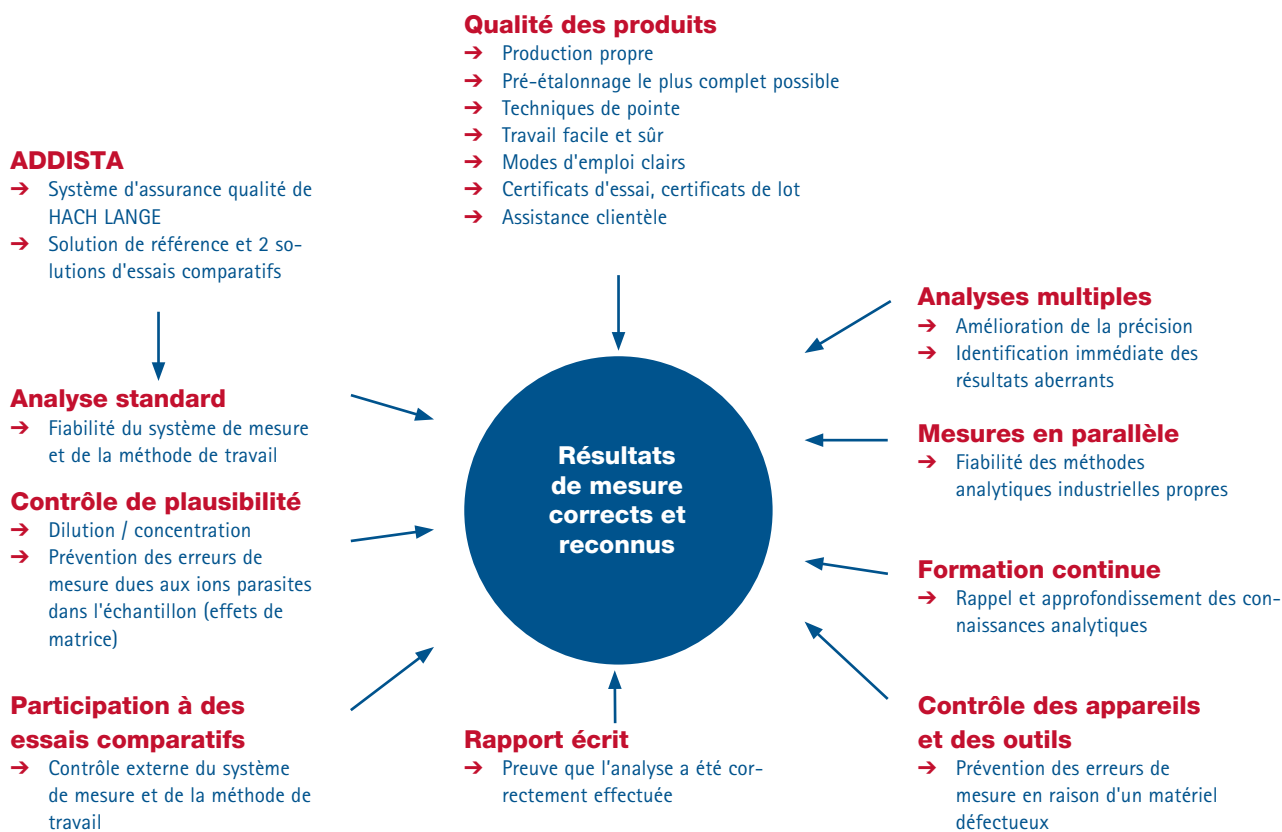 Qualité des produits
➔ Production propre
➔ Pré-étalonnage le plus complet possible
➔ Techniques de pointe
➔ Travail facile et sûr
➔ Modes d'emploi clairs
➔ Certificats d'essai, certificats de lot
➔ Assistance clientèle
ADDISTA
➔ Système d'assurance qualité de
HACH LANGE
➔ Solution de référence et 2 so-
lutions d'essais comparatifs
Analyse standard
➔ Fiabilité du système de mesure
et de la méthode de travail
Contrôle de plausibilité
➔ Dilution / concentration
➔ Prévention des erreurs de
mesure dues aux ions parasites
dans l'échantillon (effets de
matrice)
Participation à des
essais comparatifs
➔ Contrôle externe du système
de mesure et de la méthode de
travail
Résultats
de mesure
corrects et
reconnus
Rapport écrit
➔ Preuve que l'analyse a été cor-
rectement effectuée
Analyses multiples
➔ Amélioration de la précision
➔ Identification immédiate des
résultats aberrants
Mesures en parallèle
➔ Fiabilité des méthodes
analytiques industrielles propres
Formation continue
➔ Rappel et approfondissement des con-
naissances analytiques
Contrôle des appareils
et des outils
➔ Prévention des erreurs de
mesure en raison d'un matériel
défectueux